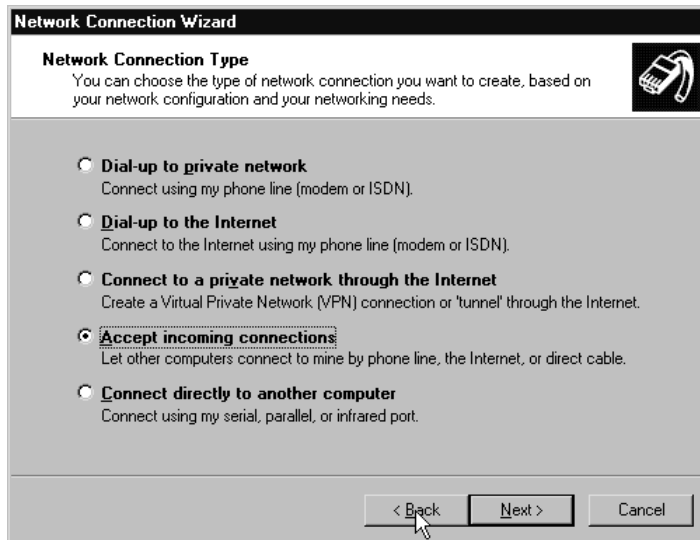 Network Connection Wizard
Network Connection Type
You can choose the type of network connection you want to create, based on
your network configuration and your networking needs.
Dial-up to private network
Connect using my phone line (modem or ISDN).
Dial-up to the Internet
Connect to the Internet using my phone line (modem or ISDN).
Connect to a private network through the Internet
Create a Virtual Private Network (VPN) connection or 'tunnel' through the Internet.
Accept incoming connections
Let other computers connect to mine by phone line, the Internet, or direct cable.
Connect directly to another computer
Connect using my serial, parallel, or infrared port.
< Back Next > Cancel